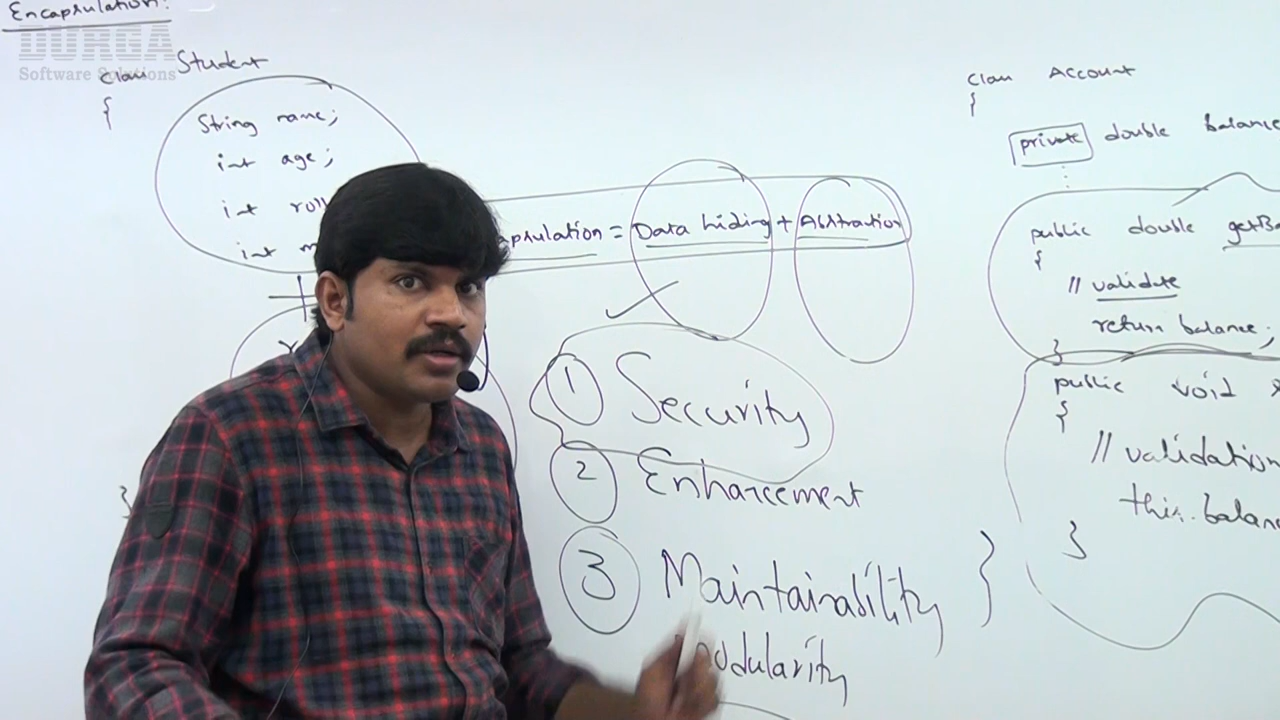 Encapsulation:
DURGA
Software Solutions
class Student
{
String name;
int age;
int roll
int m
}
psulation = Data hiding + Abstraction
1 Security
2 Enhancement
3 Maintainability }
modularity
class Account
{
private double balance
public double getBa
{
// validate
return balance;
}
public void
{
// validation
this.balan
}